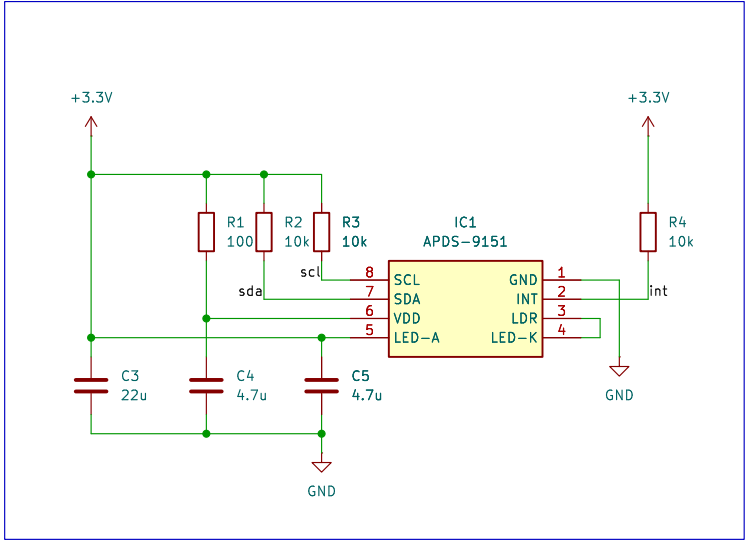 +3.3V
+3.3V
R1
100
R2
10k
R3
10k
IC1
APDS-9151
R4
10k
scl
sda
int
8
SCL
7
SDA
6
VDD
5
LED-A
GND
1
INT
2
LDR
3
LED-K
4
C3
22u
C4
4.7u
C5
4.7u
GND
GND